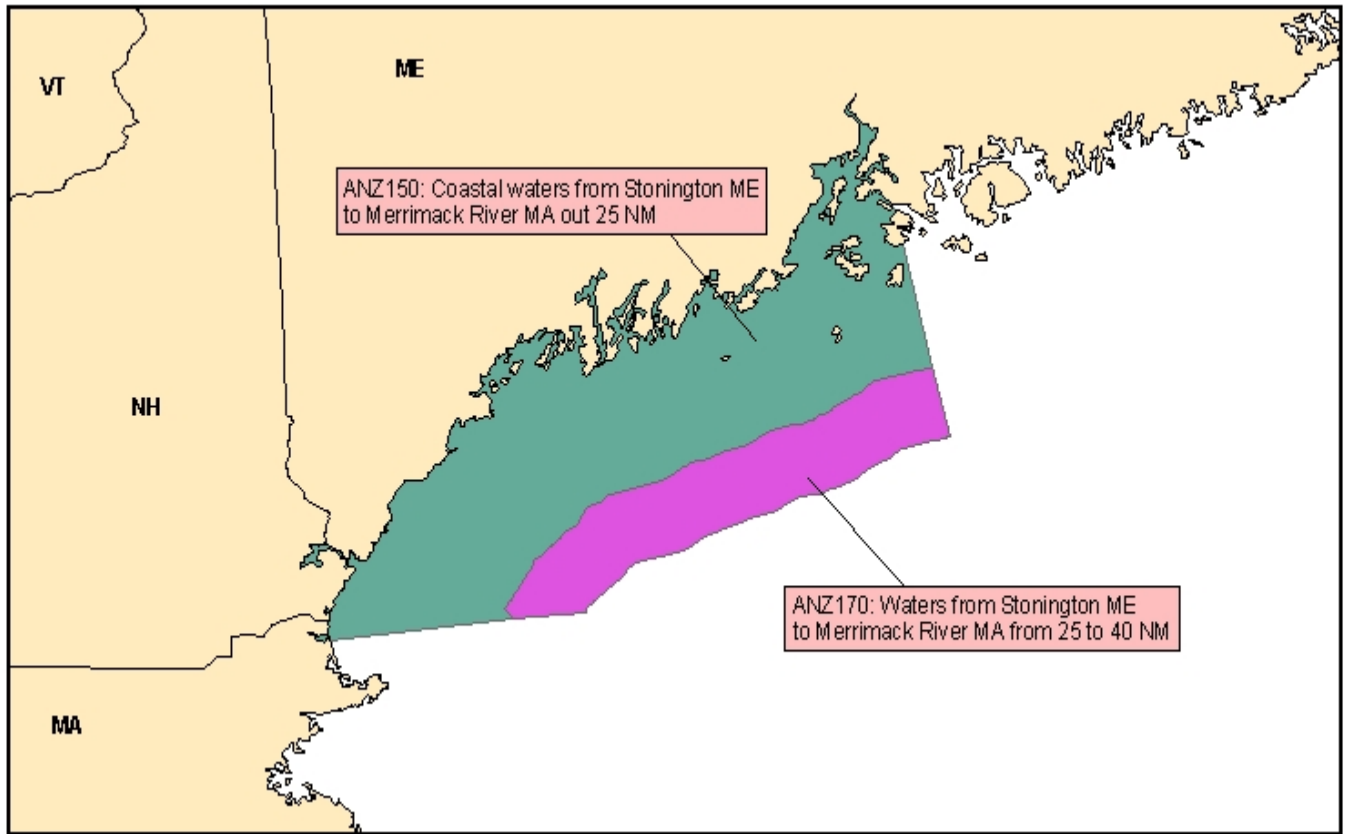 VT
ME
ANZ150: Coastal waters from Stonington ME
to Merrimack River MA out 25 NM
NH
ANZ170: Waters from Stonington ME
to Merrimack River MA from 25 to 40 NM
MA